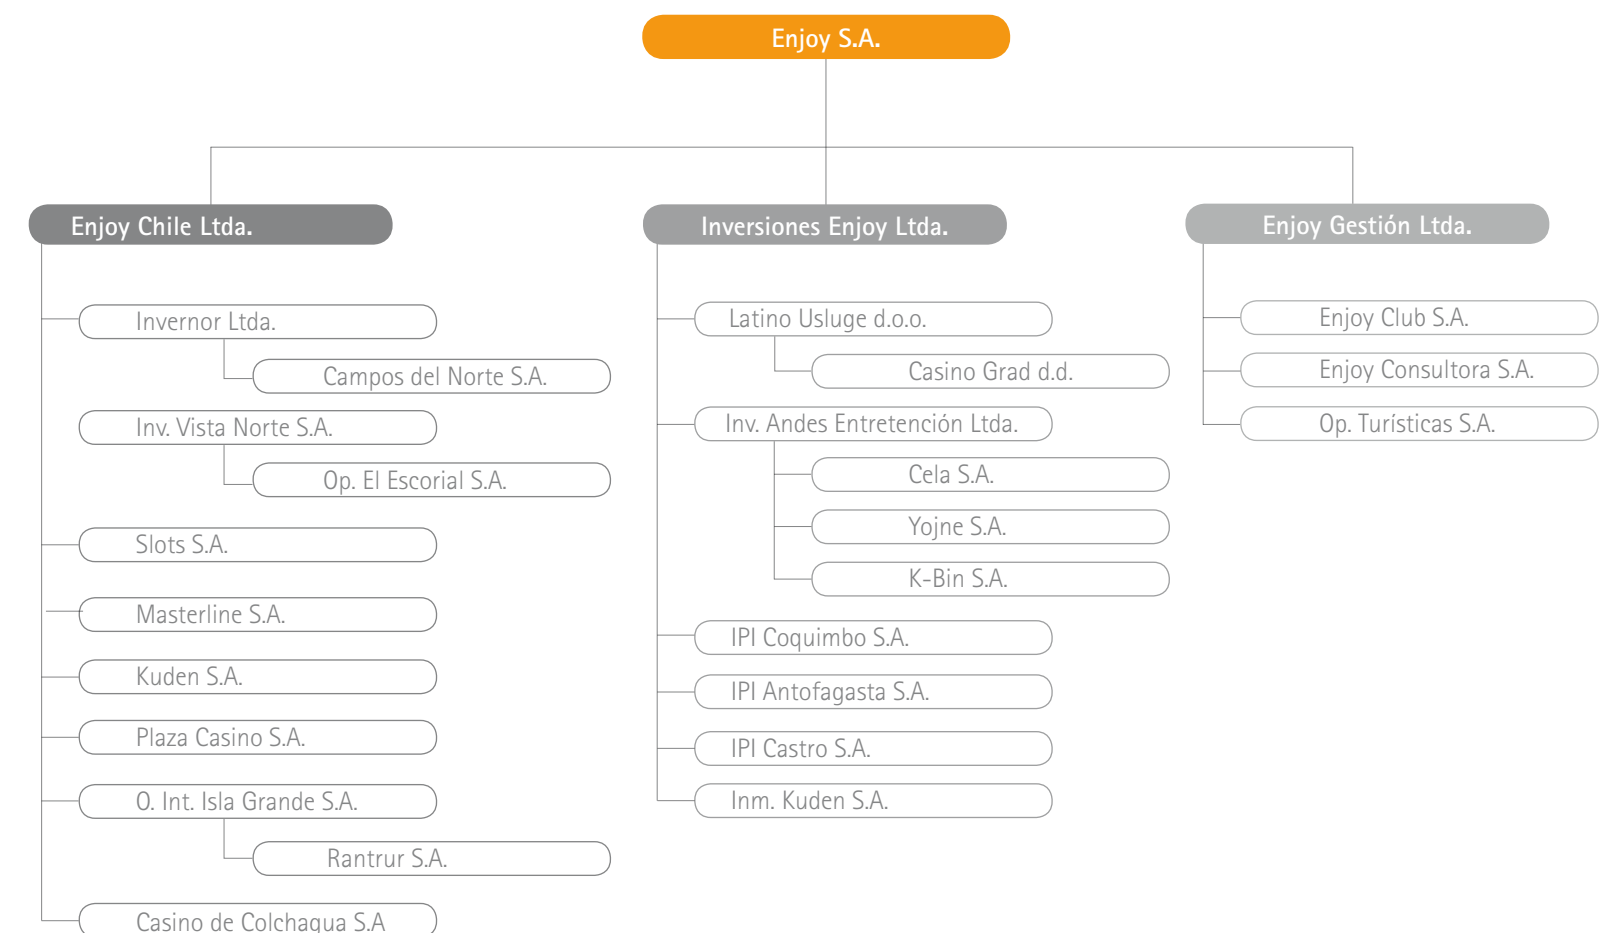 Enjoy S.A.
Enjoy Chile Ltda.
Invernor Ltda.
Campos del Norte S.A.
Inv. Vista Norte S.A.
Op. El Escorial S.A.
Slots S.A.
Masterline S.A.
Kuden S.A.
Plaza Casino S.A.
O. Int. Isla Grande S.A.
Rantrur S.A.
Casino de Colchagua S.A
Inversiones Enjoy Ltda.
Latino Usluge d.o.o.
Casino Grad d.d.
Inv. Andes Entretención Ltda.
Cela S.A.
Yojne S.A.
K-Bin S.A.
IPI Coquimbo S.A.
IPI Antofagasta S.A.
IPI Castro S.A.
Inm. Kuden S.A.
Enjoy Gestión Ltda.
Enjoy Club S.A.
Enjoy Consultora S.A.
Op. Turísticas S.A.